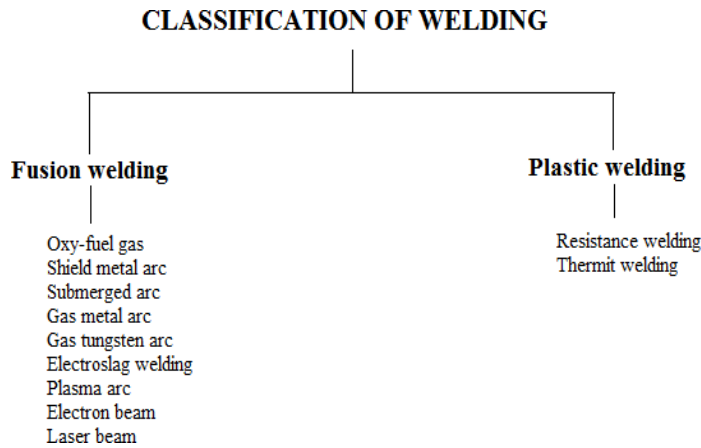 CLASSIFICATION OF WELDING
Fusion welding
Oxy-fuel gas
Shield metal arc
Submerged arc
Gas metal arc
Gas tungsten arc
Electroslag welding
Plasma arc
Electron beam
Laser beam
Plastic welding
Resistance welding
Thermit welding